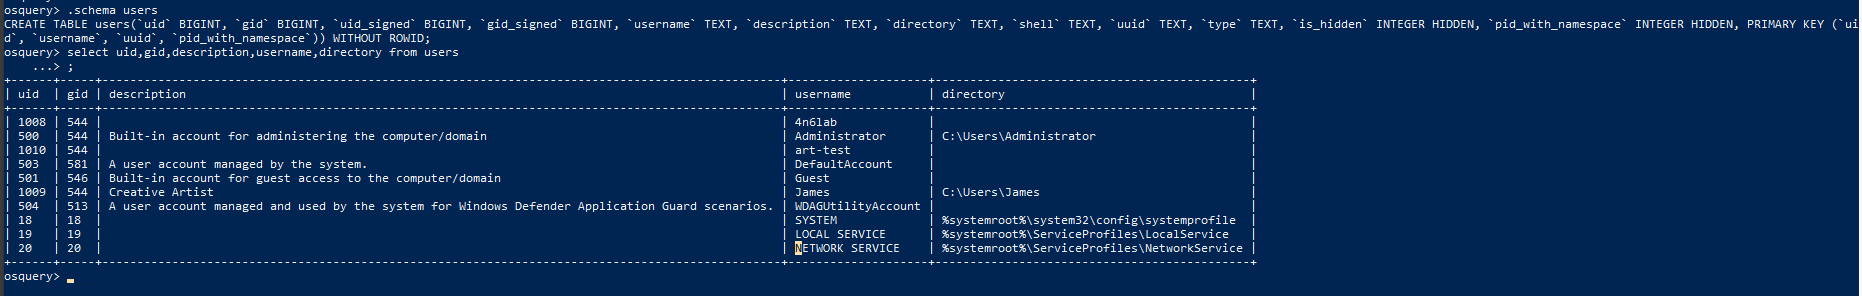 osquery> .schema users
CREATE TABLE users(`uid` BIGINT, `gid` BIGINT, `uid_signed` BIGINT, `gid_signed` BIGINT, `username` TEXT, `description` TEXT, `directory` TEXT, `shell` TEXT, `uuid` TEXT, `type` TEXT, `is_hidden` INTEGER HIDDEN, `pid_with_namespace` INTEGER HIDDEN, PRIMARY KEY (`ui
d`, `username`, `uuid`, `pid_with_namespace`)) WITHOUT ROWID;
osquery> select uid,gid,description,username,directory from users
...> ;
| uid | gid | description | username | directory |
| 1008 | 544 | | 4n6lab | |
| 500 | 544 | Built-in account for administering the computer/domain | Administrator | C:\Users\Administrator |
| 1010 | 544 | | art-test | |
| 503 | 581 | A user account managed by the system. | DefaultAccount | |
| 501 | 546 | Built-in account for guest access to the computer/domain | Guest | |
| 1009 | 544 | Creative Artist | James | C:\Users\James |
| 504 | 513 | A user account managed and used by the system for Windows Defender Application Guard scenarios. | WDAGUtilityAccount | |
| 18 | 18 | | SYSTEM | %systemroot%\system32\config\systemprofile |
| 19 | 19 | | LOCAL SERVICE | %systemroot%\ServiceProfiles\LocalService |
| 20 | 20 | | NETWORK SERVICE | %systemroot%\ServiceProfiles\NetworkService |
osquery>